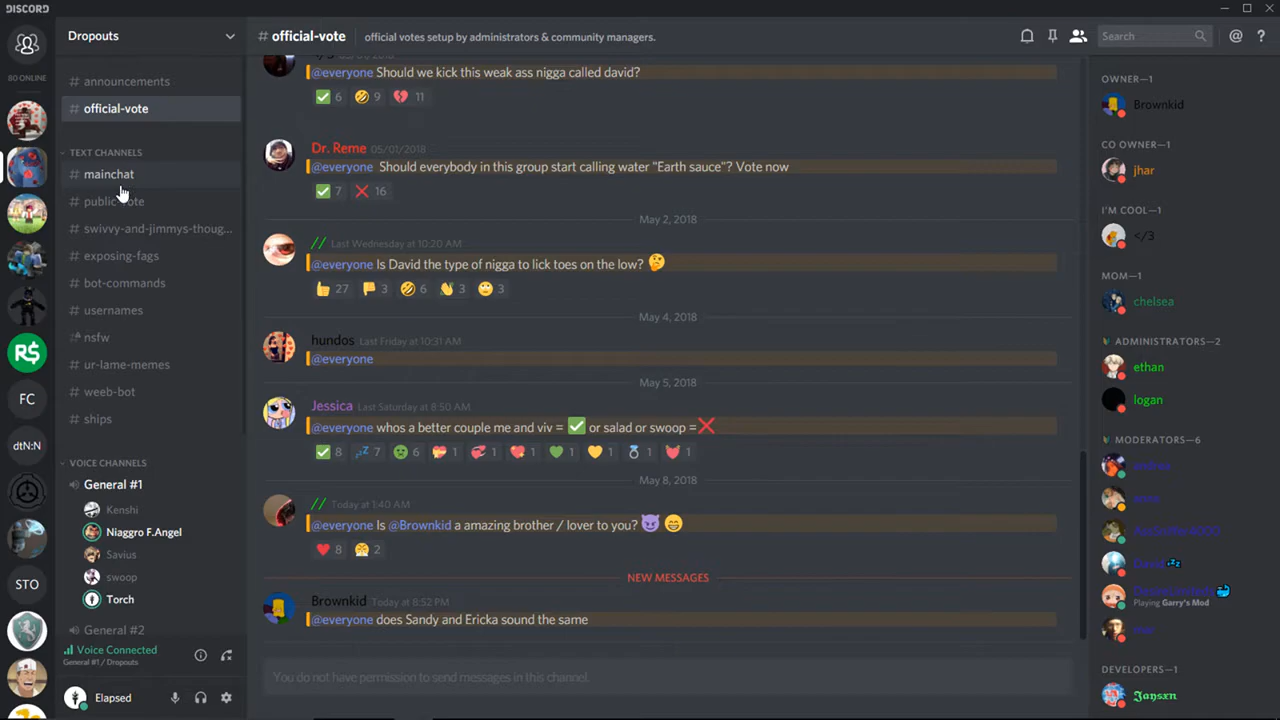 DISCORD
80 ONLINE
FC
dtN:N
STO
R$
Dropouts
# announcements
# official-vote
TEXT CHANNELS
# mainchat
# public-vote
# swivvy-and-jimmys-thoug...
# exposing-fags
# bot-commands
# usernames
# nsfw
# ur-lame-memes
# weeb-bot
# ships
VOICE CHANNELS
General #1
Kenshi
Niaggro F.Angel
Savius
swoop
Torch
General #2
Voice Connected
General #1 / Dropouts
Elapsed
# official-vote
official votes setup by administrators & community managers.
Search
@everyone Should we kick this weak ass nigga called david?
6 9 11
Dr. Reme 05/01/2018
@everyone Should everybody in this group start calling water "Earth sauce"? Vote now
7 16
May 2, 2018
// Last Wednesday at 10:20 AM
@everyone Is David the type of nigga to lick toes on the low? 🤔
27 3 6 3 3
May 4, 2018
hundos Last Friday at 10:31 AM
@everyone
May 5, 2018
Jessica Last Saturday at 8:50 AM
@everyone whos a better couple me and viv = ✅ or salad or swoop = ❌
8 7 6 1 1 1 1 1 1 1
May 8, 2018
// Today at 1:40 AM
@everyone Is @Brownkid a amazing brother / lover to you? 😈 😁
8 2
NEW MESSAGES
Brownkid Today at 8:52 PM
@everyone does Sandy and Ericka sound the same
You do not have permission to send messages in this channel.
OWNER—1
Brownkid
CO OWNER—1
jhar
I'M COOL—1
</3
MOM—1
chelsea
ADMINISTRATORS—2
ethan
logan
MODERATORS—6
David 💤
Playing Garry's Mod
DEVELOPERS—1
Jaysxn